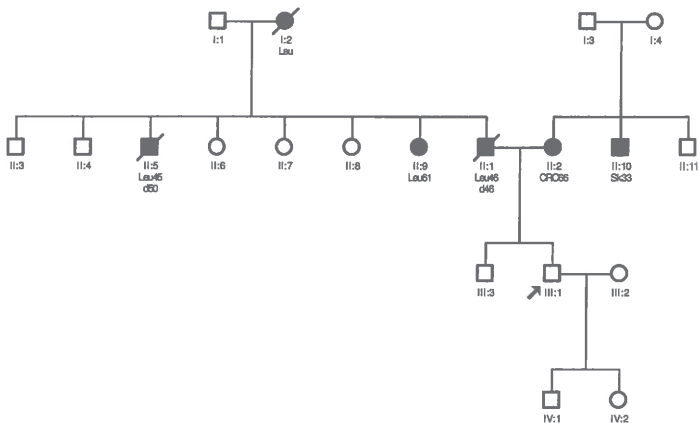 I:1 I:2 I:3 I:4
Leu
II:3 II:4 II:5 II:6 II:7 II:8 II:9 II:1 II:2 II:10 II:11
Leu45 Leu61 Leu46 CRC56 Sk33
d50 d46
III:3 III:1 III:2
IV:1 IV:2